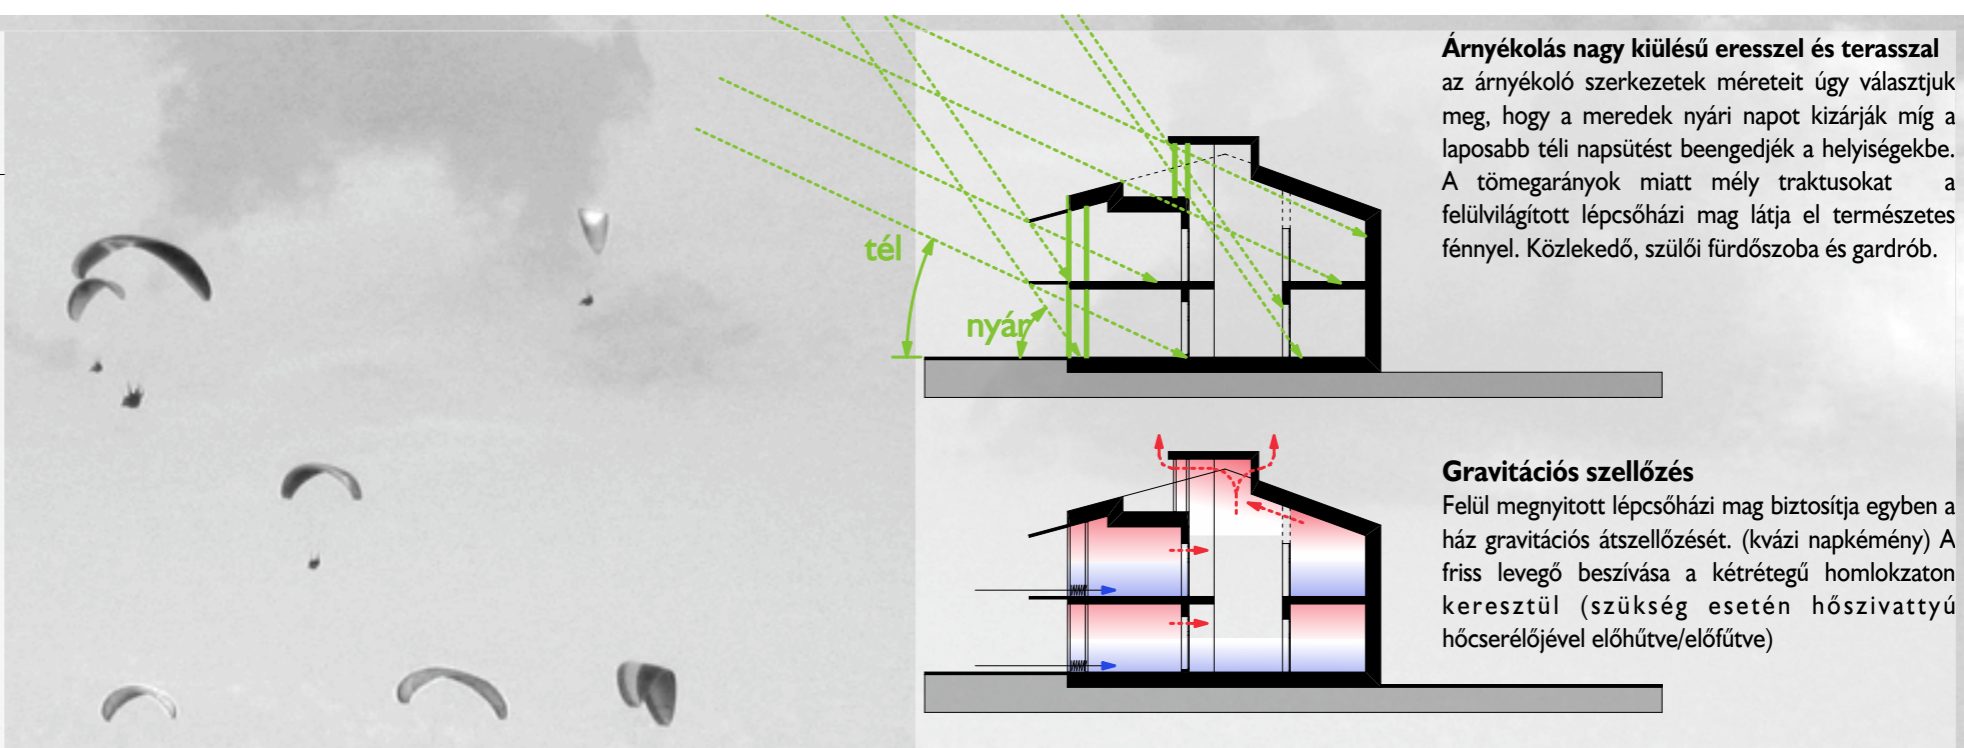 Árnyékolás nagy kiülésű eresszel és terasszal
az árnyékoló szerkezetek méreteit úgy választjuk
meg, hogy a meredek nyári napot kizárják míg a
laposabb téli napsütést beengedjék a helyiségekbe.
A tömegarányok miatt mély traktusokat a
felülvilágított lépcsőházi mag látja el természetes
fénnyel. Közlekedő, szülői fürdőszoba és gardrób.
tél
nyár
Gravitációs szellőzés
Felül megnyitott lépcsőházi mag biztosítja egyben a
ház gravitációs átszellőzését. (kvázi napkémény) A
friss levegő beszívása a kétrétegű homlokzaton
keresztül (szükség esetén hőszivattyú
hőcserélőjével előhűtve/előfűtve)